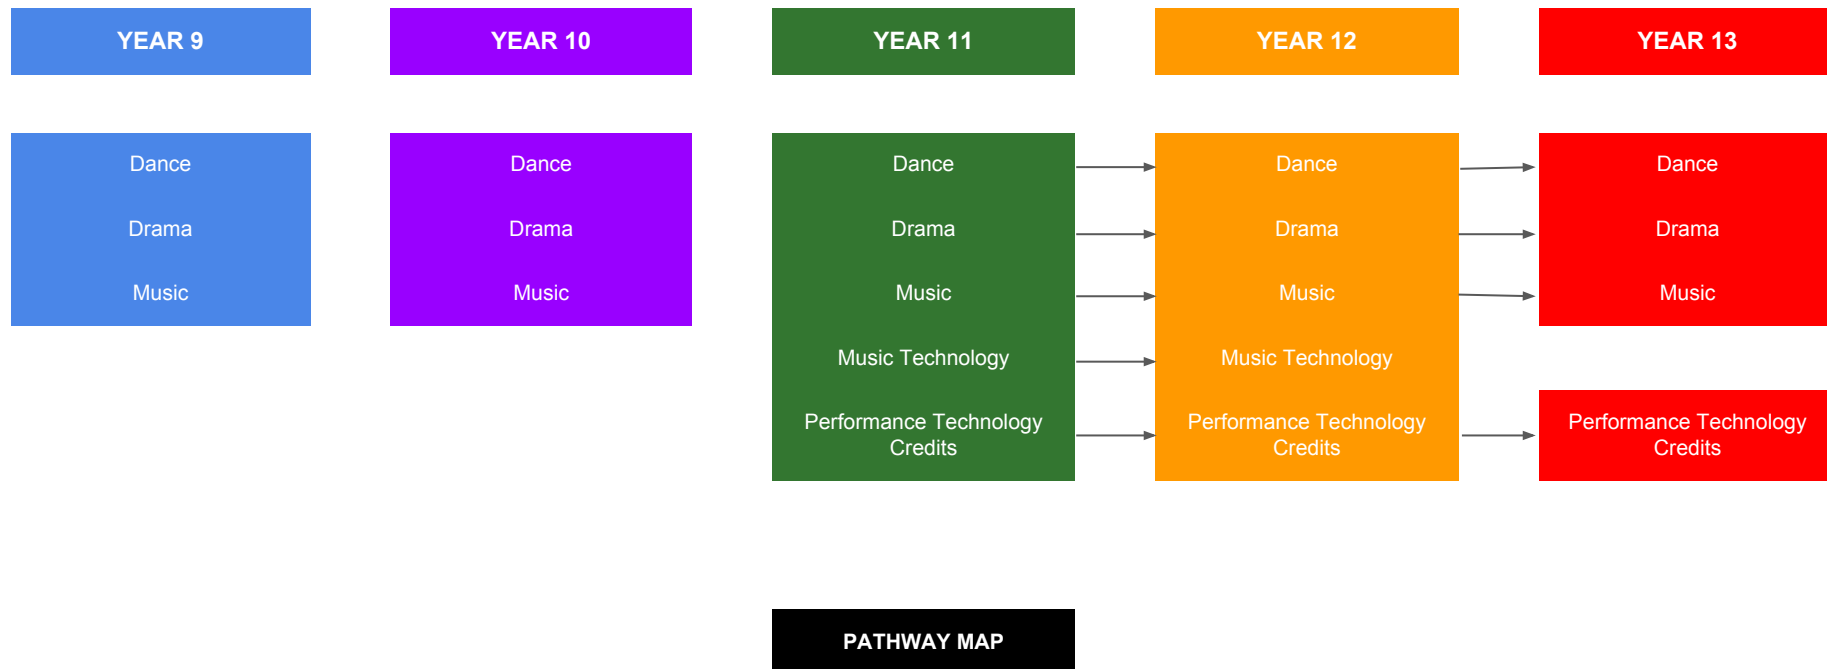 YEAR 9
YEAR 10
YEAR 11
YEAR 12
YEAR 13
Dance
Drama
Music
Dance
Drama
Music
Dance
Drama
Music
Music Technology
Performance Technology
Credits
Dance
Drama
Music
Music Technology
Performance Technology
Credits
Dance
Drama
Music
Performance Technology
Credits
PATHWAY MAP